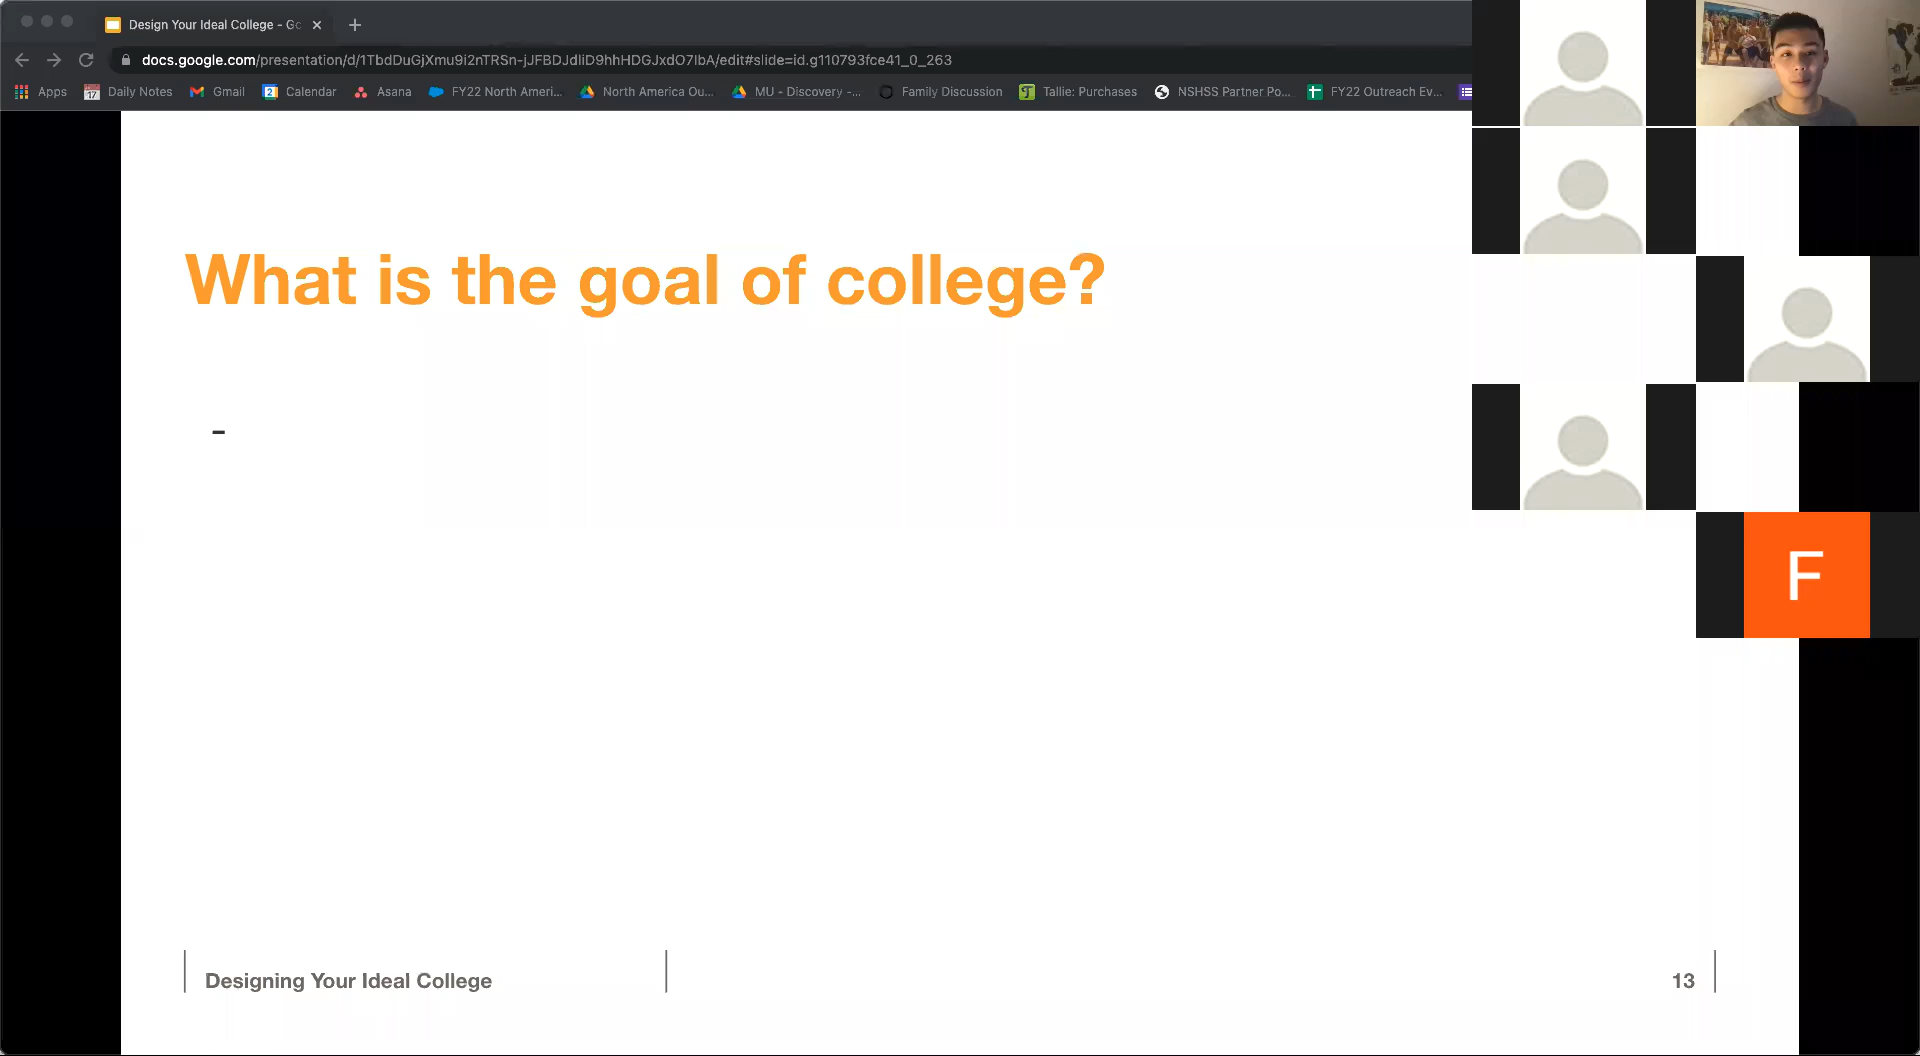 Design Your Ideal College - Gc
docs.google.com/presentation/d/1TbdDuGjXmu9i2nTRSn-jJFBDJdliD9hhHDGJxdO7lbA/edit#slide=id.g110793fce41_0_263
Apps 17 Daily Notes Gmail 2 Calendar Asana FY22 North Ameri... North America Ou... MU - Discovery -... Family Discussion Tallie: Purchases NSHSS Partner Po... FY22 Outreach Ev...
What is the goal of college?
-
F
Designing Your Ideal College
13